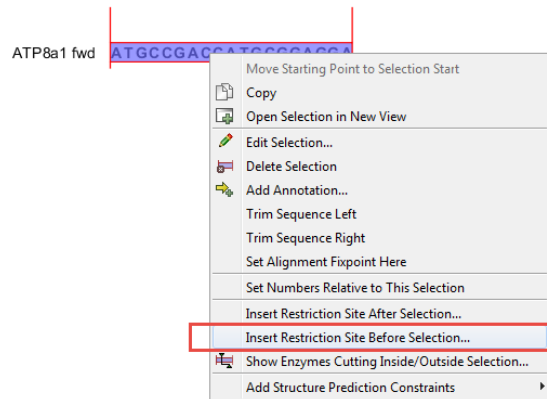 ATP8a1 fwd ATGCCGACCATGCGGACGA
Move Starting Point to Selection Start
Copy
Open Selection in New View
Edit Selection...
Delete Selection
Add Annotation...
Trim Sequence Left
Trim Sequence Right
Set Alignment Fixpoint Here
Set Numbers Relative to This Selection
Insert Restriction Site After Selection...
Insert Restriction Site Before Selection...
Show Enzymes Cutting Inside/Outside Selection...
Add Structure Prediction Constraints